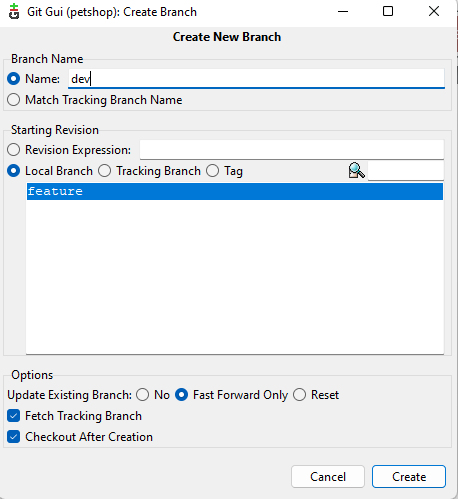 Git Gui (petshop): Create Branch
Create New Branch
Branch Name
Name: dev
Match Tracking Branch Name
Starting Revision
Revision Expression:
Local Branch Tracking Branch Tag
feature
Options
Update Existing Branch: No Fast Forward Only Reset
Fetch Tracking Branch
Checkout After Creation
Cancel Create